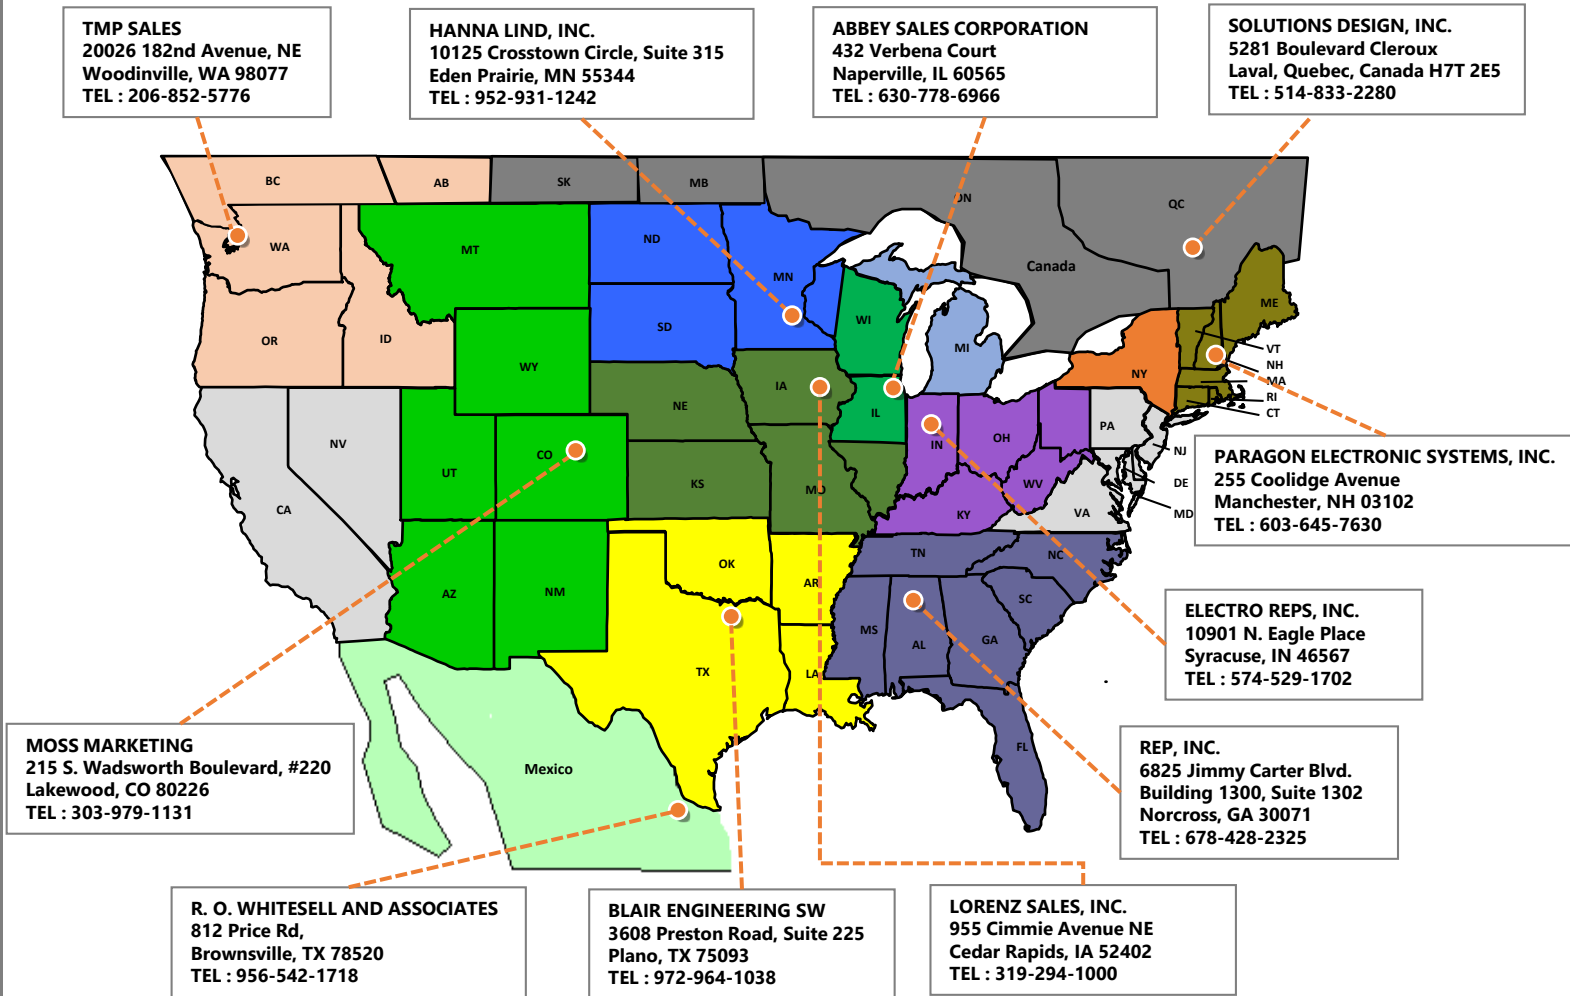 TMP SALES
20026 182nd Avenue, NE
Woodinville, WA 98077
TEL : 206-852-5776
HANNA LIND, INC.
10125 Crosstown Circle, Suite 315
Eden Prairie, MN 55344
TEL : 952-931-1242
ABBEY SALES CORPORATION
432 Verbena Court
Naperville, IL 60565
TEL : 630-778-6966
SOLUTIONS DESIGN, INC.
5281 Boulevard Cleroux
Laval, Quebec, Canada H7T 2E5
TEL : 514-833-2280
BC
AB
SK
MB
ON
QC
WA
MT
ND
MN
Canada
OR
ID
WY
SD
WI
MI
ME
VT
NH
MA
RI
CT
NY
NV
UT
CO
NE
IA
IL
IN
OH
PA
NJ
DE
MD
CA
KS
MO
KY
WV
VA
AZ
NM
OK
AR
TN
NC
SC
TX
LA
MS
AL
GA
FL
Mexico
PARAGON ELECTRONIC SYSTEMS, INC.
255 Coolidge Avenue
Manchester, NH 03102
TEL : 603-645-7630
ELECTRO REPS, INC.
10901 N. Eagle Place
Syracuse, IN 46567
TEL : 574-529-1702
MOSS MARKETING
215 S. Wadsworth Boulevard, #220
Lakewood, CO 80226
TEL : 303-979-1131
REP, INC.
6825 Jimmy Carter Blvd.
Building 1300, Suite 1302
Norcross, GA 30071
TEL : 678-428-2325
R. O. WHITESELL AND ASSOCIATES
812 Price Rd,
Brownsville, TX 78520
TEL : 956-542-1718
BLAIR ENGINEERING SW
3608 Preston Road, Suite 225
Plano, TX 75093
TEL : 972-964-1038
LORENZ SALES, INC.
955 Cimmie Avenue NE
Cedar Rapids, IA 52402
TEL : 319-294-1000